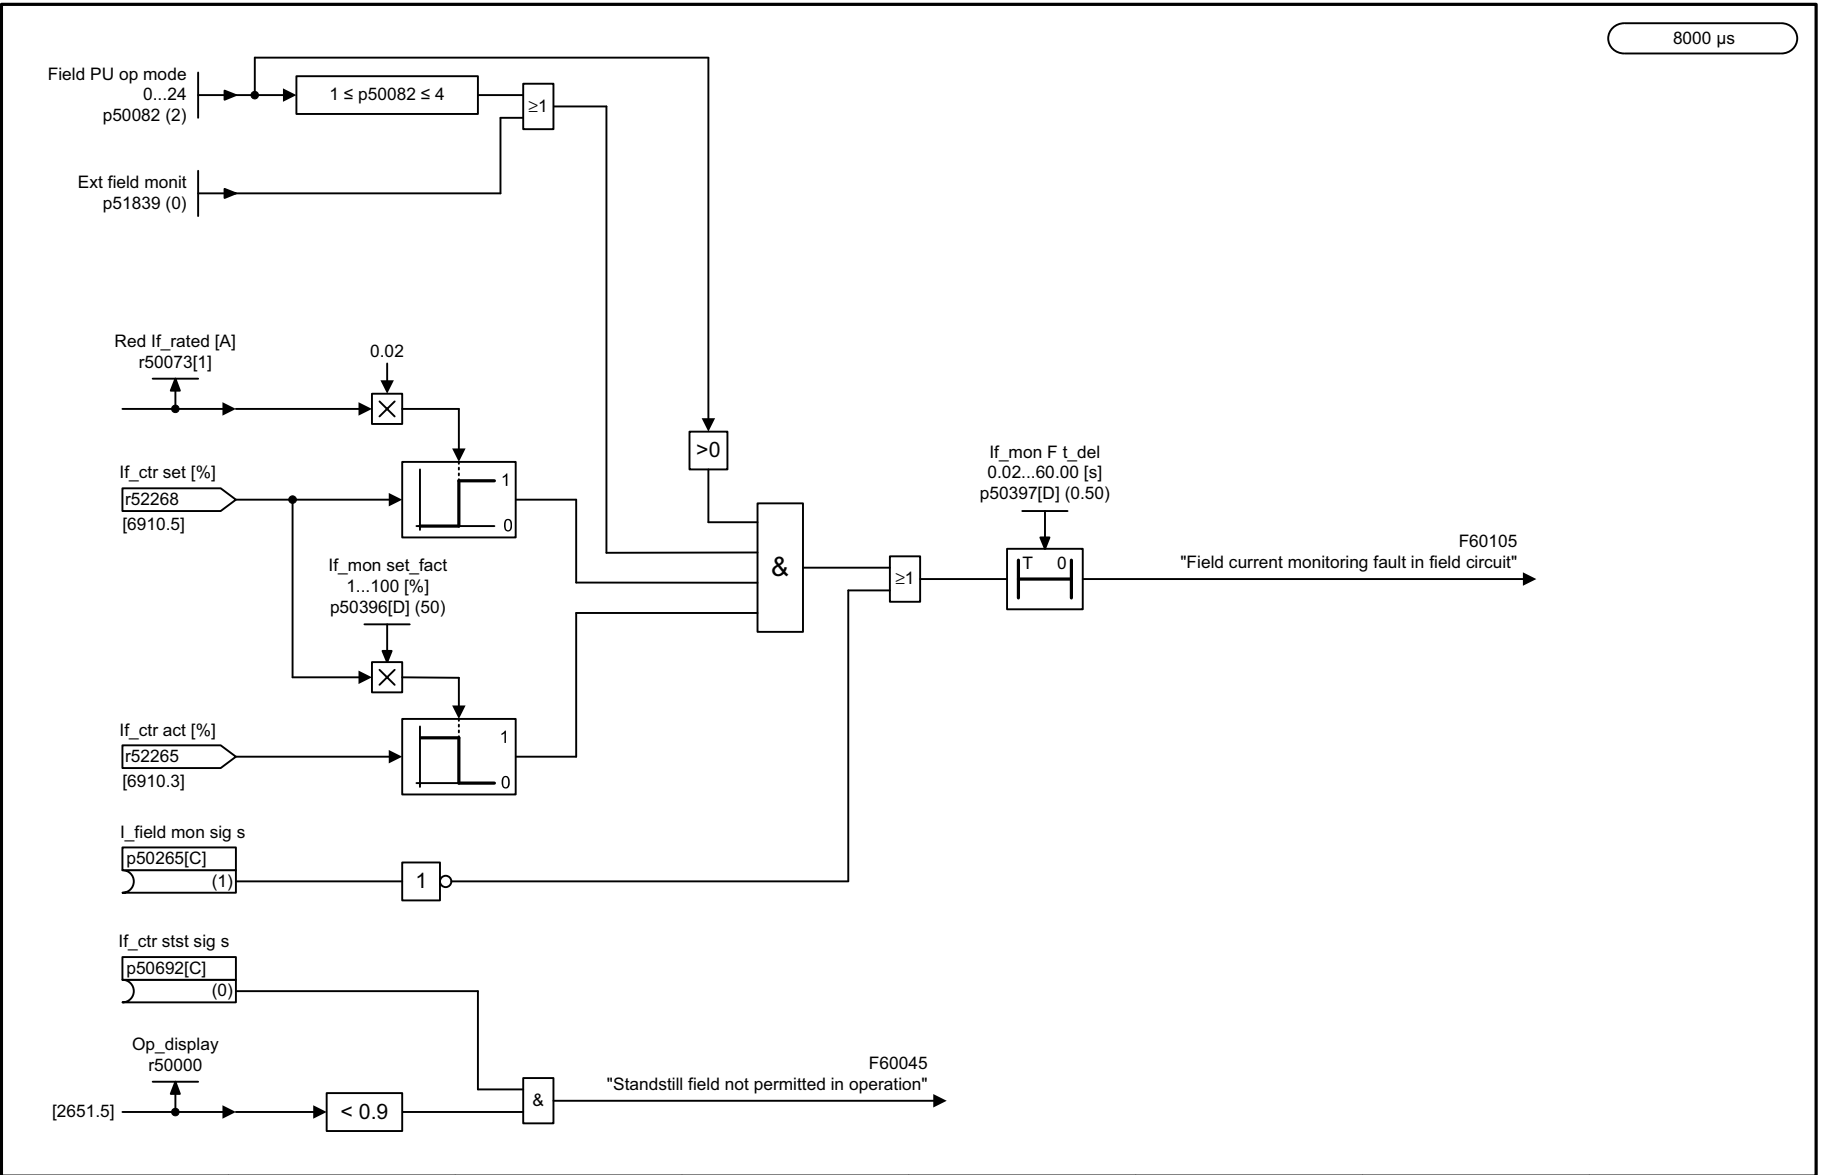 8000 µs
Field PU op mode
0...24
p50082 (2)
1 ≤ p50082 ≤ 4
≥1
Ext field monit
p51839 (0)
Red If_rated [A]
r50073[1]
0.02
>0
If_ctr set [%]
r52268
[6910.5]
1
0
If_mon set_fact
1...100 [%]
p50396[D] (50)
If_mon F t_del
0.02...60.00 [s]
p50397[D] (0.50)
&
≥1
T 0
F60105
"Field current monitoring fault in field circuit"
If_ctr act [%]
r52265
[6910.3]
1
0
I_field mon sig s
p50265[C]
(1)
1
If_ctr stst sig s
p50692[C]
(0)
Op_display
r50000
[2651.5]
< 0.9
&
F60045
"Standstill field not permitted in operation"